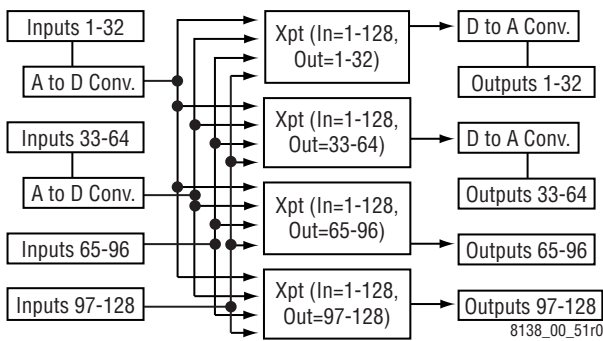 Inputs 1-32
A to D Conv.
Inputs 33-64
A to D Conv.
Inputs 65-96
Inputs 97-128
Xpt (In=1-128,
Out=1-32)
Xpt (In=1-128,
Out=33-64)
Xpt (In=1-128,
Out=65-96)
Xpt (In=1-128,
Out=97-128)
D to A Conv.
Outputs 1-32
D to A Conv.
Outputs 33-64
Outputs 65-96
Outputs 97-128
8138_00_51r0